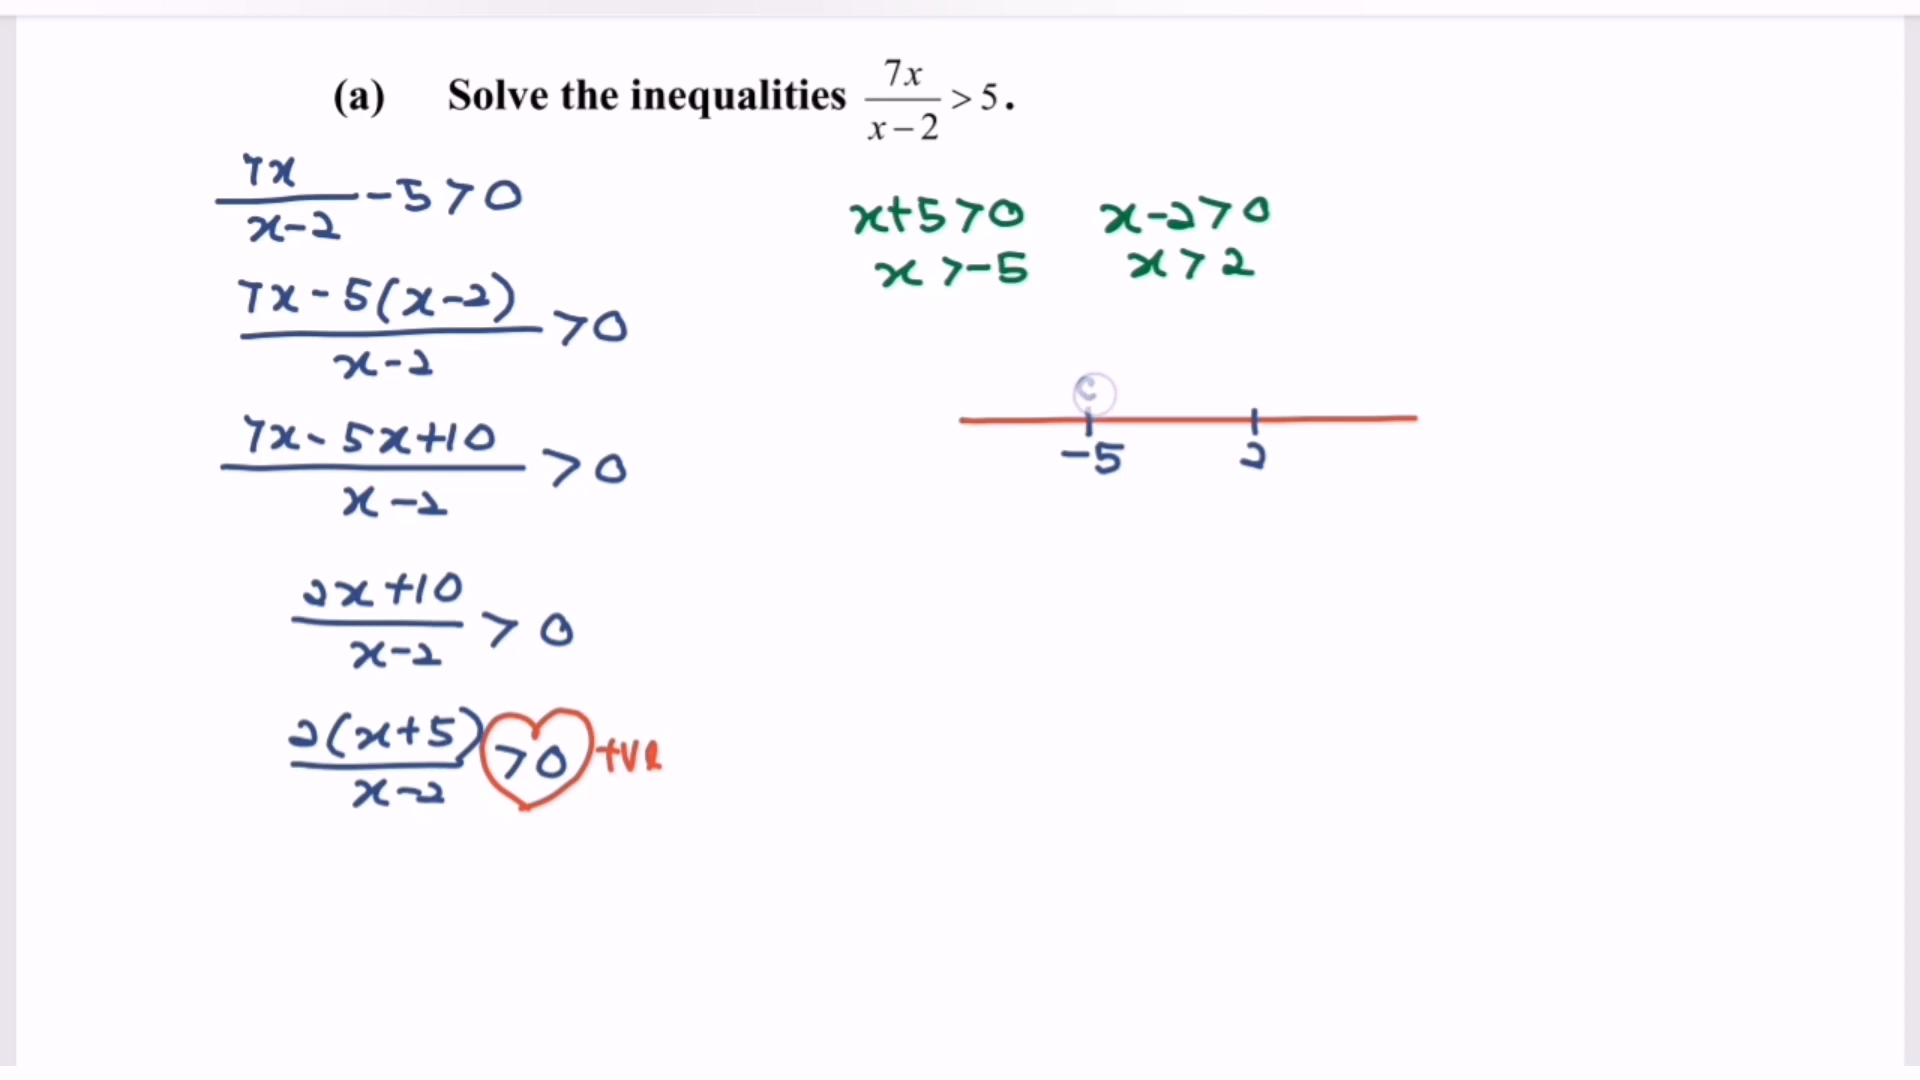 (a) Solve the inequalities 7x/(x-2) > 5.
7x/(x-2) - 5 > 0
x+5>0 x-2>0
x>-5 x>2
(7x-5(x-2))/(x-2) > 0
(7x-5x+10)/(x-2) > 0
-5 2
(2x+10)/(x-2) > 0
2(x+5)/(x-2) > 0 +ve